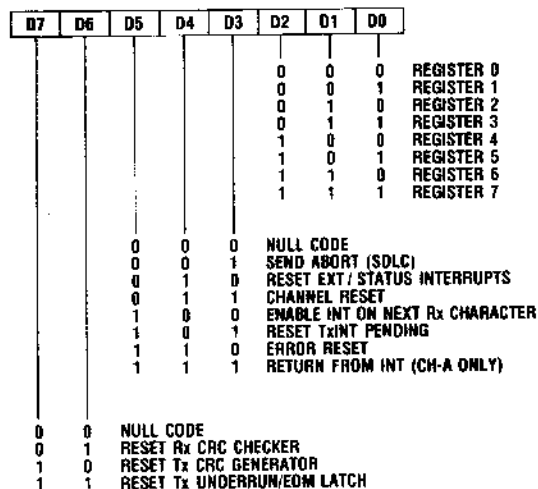 D7 D6 D5 D4 D3 D2 D1 D0
0 0 0 REGISTER 0
0 0 1 REGISTER 1
0 1 0 REGISTER 2
0 1 1 REGISTER 3
1 0 0 REGISTER 4
1 0 1 REGISTER 5
1 1 0 REGISTER 6
1 1 1 REGISTER 7
0 0 0 NULL CODE
0 0 1 SEND ABORT (SDLC)
0 1 0 RESET EXT/STATUS INTERRUPTS
0 1 1 CHANNEL RESET
1 0 0 ENABLE INT ON NEXT Rx CHARACTER
1 0 1 RESET TxINT PENDING
1 1 0 ERROR RESET
1 1 1 RETURN FROM INT (CH-A ONLY)
0 0 NULL CODE
0 1 RESET Rx CRC CHECKER
1 0 RESET Tx CRC GENERATOR
1 1 RESET Tx UNDERRUN/EOM LATCH